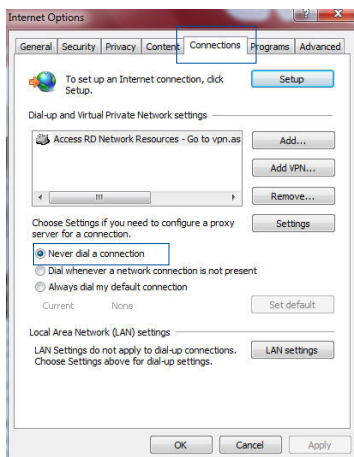 Internet Options
General Security Privacy Content Connections Programs Advanced
To set up an Internet connection, click
Setup.
Setup
Dial-up and Virtual Private Network settings
Access RD Network Resources - Go to vpn.as
Add...
Add VPN...
Remove...
Choose Settings if you need to configure a proxy
server for a connection.
Settings
Never dial a connection
Dial whenever a network connection is not present
Always dial my default connection
Current None
Set default
Local Area Network (LAN) settings
LAN Settings do not apply to dial-up connections.
Choose Settings above for dial-up settings.
LAN settings
OK Cancel Apply